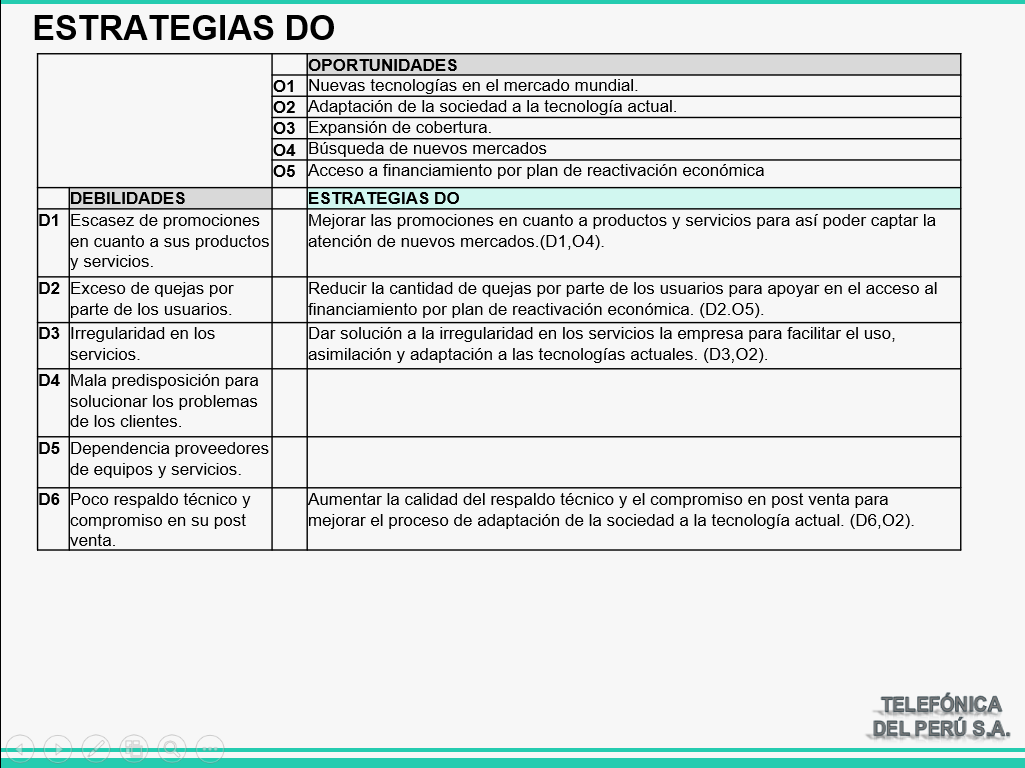 ESTRATEGIAS DO
OPORTUNIDADES
O1 Nuevas tecnologías en el mercado mundial.
O2 Adaptación de la sociedad a la tecnología actual.
O3 Expansión de cobertura.
O4 Búsqueda de nuevos mercados
O5 Acceso a financiamiento por plan de reactivación económica
DEBILIDADES
ESTRATEGIAS DO
D1 Escasez de promociones
en cuanto a sus productos
y servicios.
Mejorar las promociones en cuanto a productos y servicios para así poder captar la
atención de nuevos mercados.(D1,O4).
D2 Exceso de quejas por
parte de los usuarios.
Reducir la cantidad de quejas por parte de los usuarios para apoyar en el acceso al
financiamiento por plan de reactivación económica. (D2.O5).
D3 Irregularidad en los
servicios.
Dar solución a la irregularidad en los servicios la empresa para facilitar el uso,
asimilación y adaptación a las tecnologías actuales. (D3,O2).
D4 Mala predisposición para
solucionar los problemas
de los clientes.
D5 Dependencia proveedores
de equipos y servicios.
D6 Poco respaldo técnico y
compromiso en su post
venta.
Aumentar la calidad del respaldo técnico y el compromiso en post venta para
mejorar el proceso de adaptación de la sociedad a la tecnología actual. (D6,O2).
TELEFÓNICA
DEL PERÚ S.A.